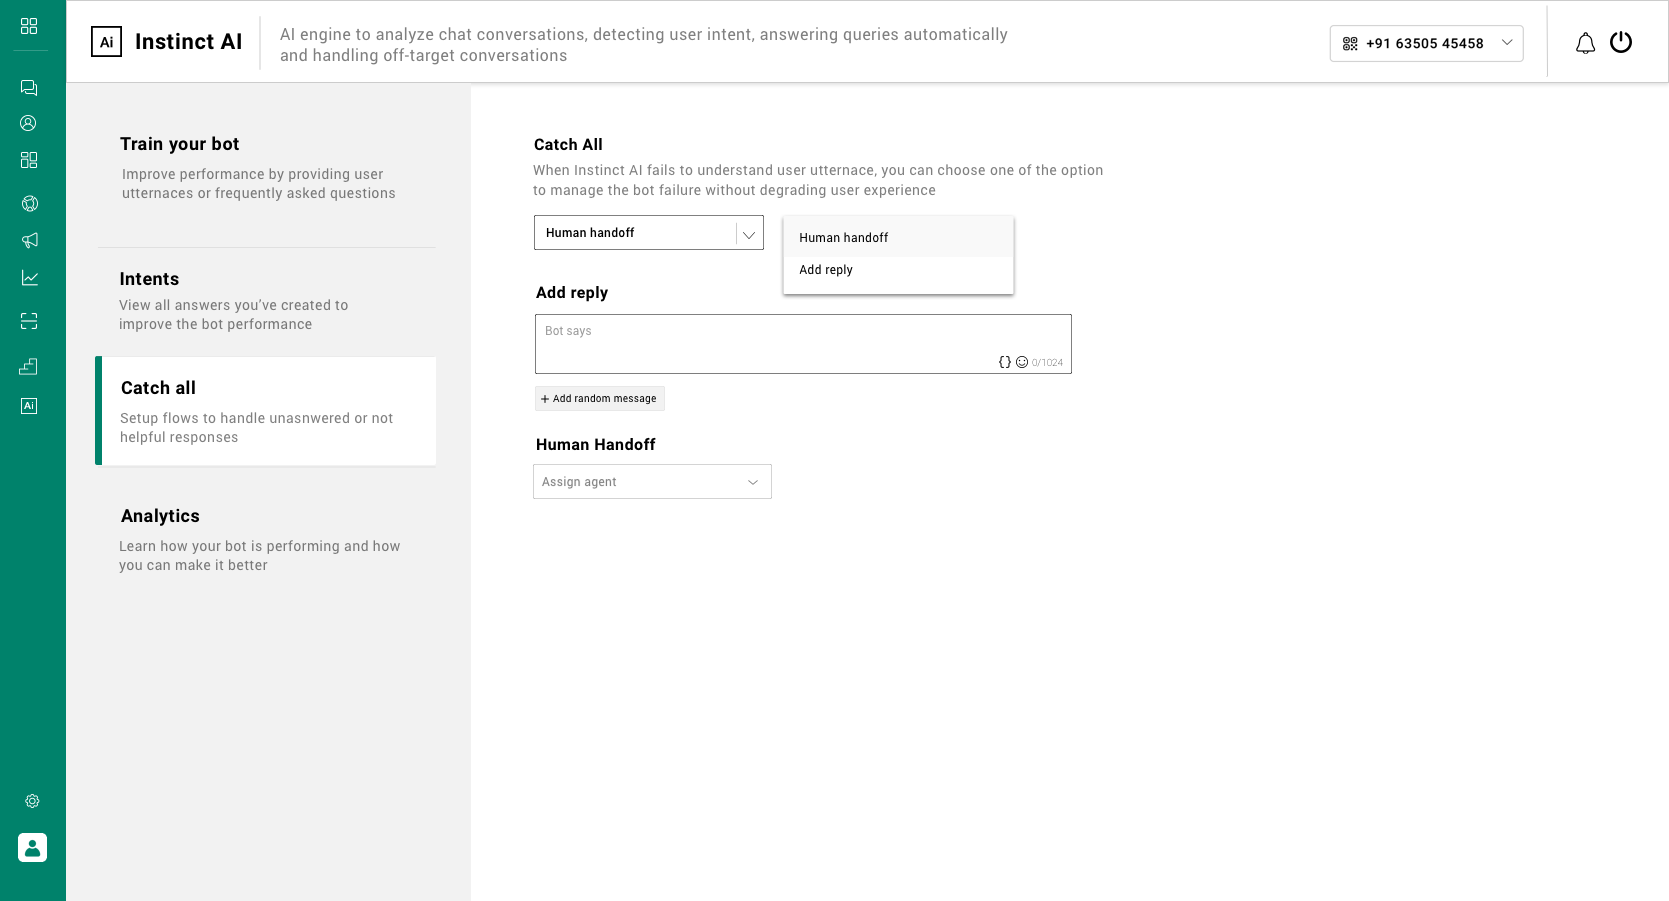 Ai
Instinct AI
AI engine to analyze chat conversations, detecting user intent, answering queries automatically
and handling off-target conversations
+91 63505 45458
Train your bot
Improve performance by providing user
utternaces or frequently asked questions
Intents
View all answers you’ve created to
improve the bot performance
Catch all
Setup flows to handle unasnwered or not
helpful responses
Analytics
Learn how your bot is performing and how
you can make it better
Ai
Catch All
When Instinct AI fails to understand user utternace, you can choose one of the option
to manage the bot failure without degrading user experience
Human handoff
Human handoff
Add reply
Add reply
Bot says
{} 0/1024
+ Add random message
Human Handoff
Assign agent